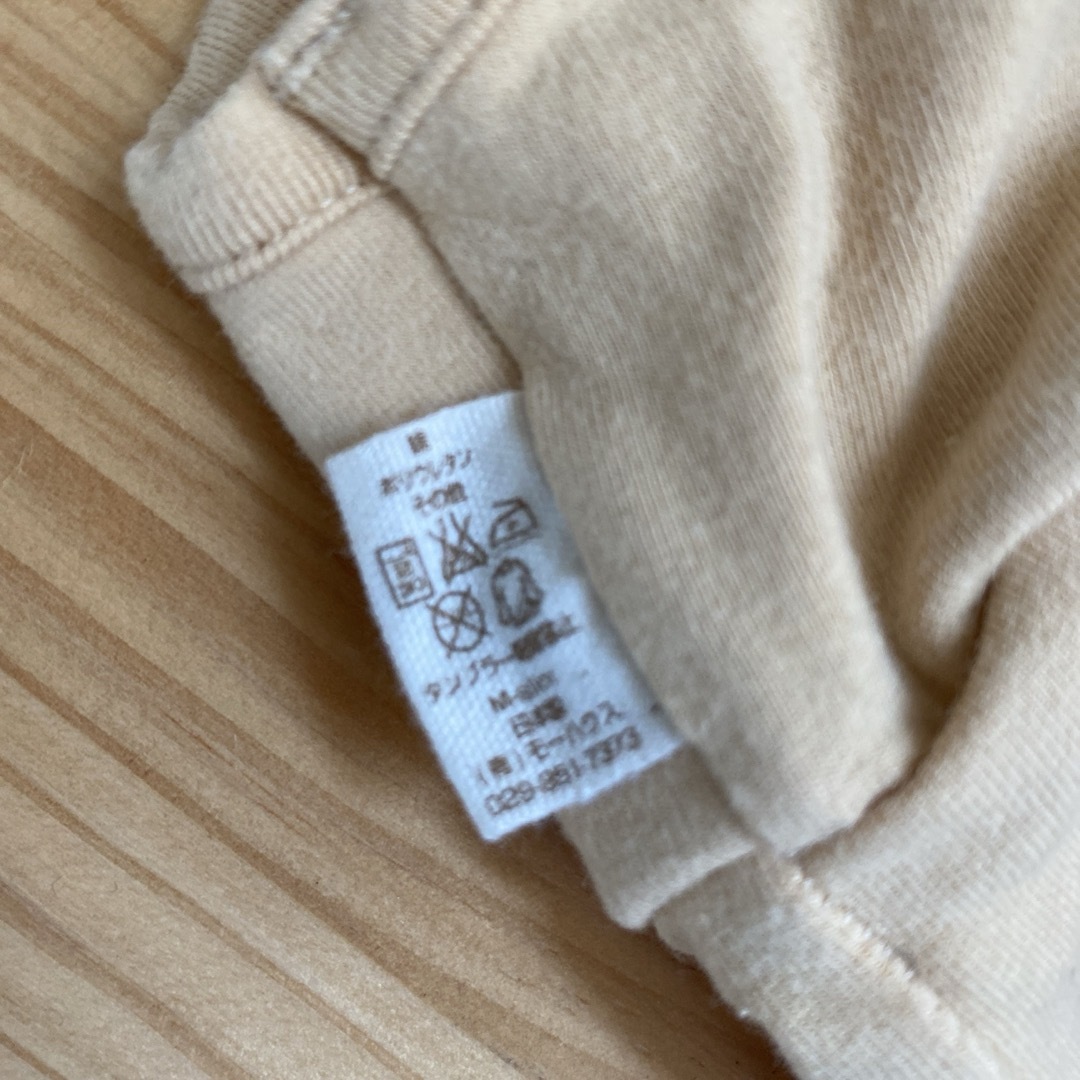 綿
ポリウレタン
その他
タンブラー乾燥禁止
日本製
(有)モーハウス
029-851-7373